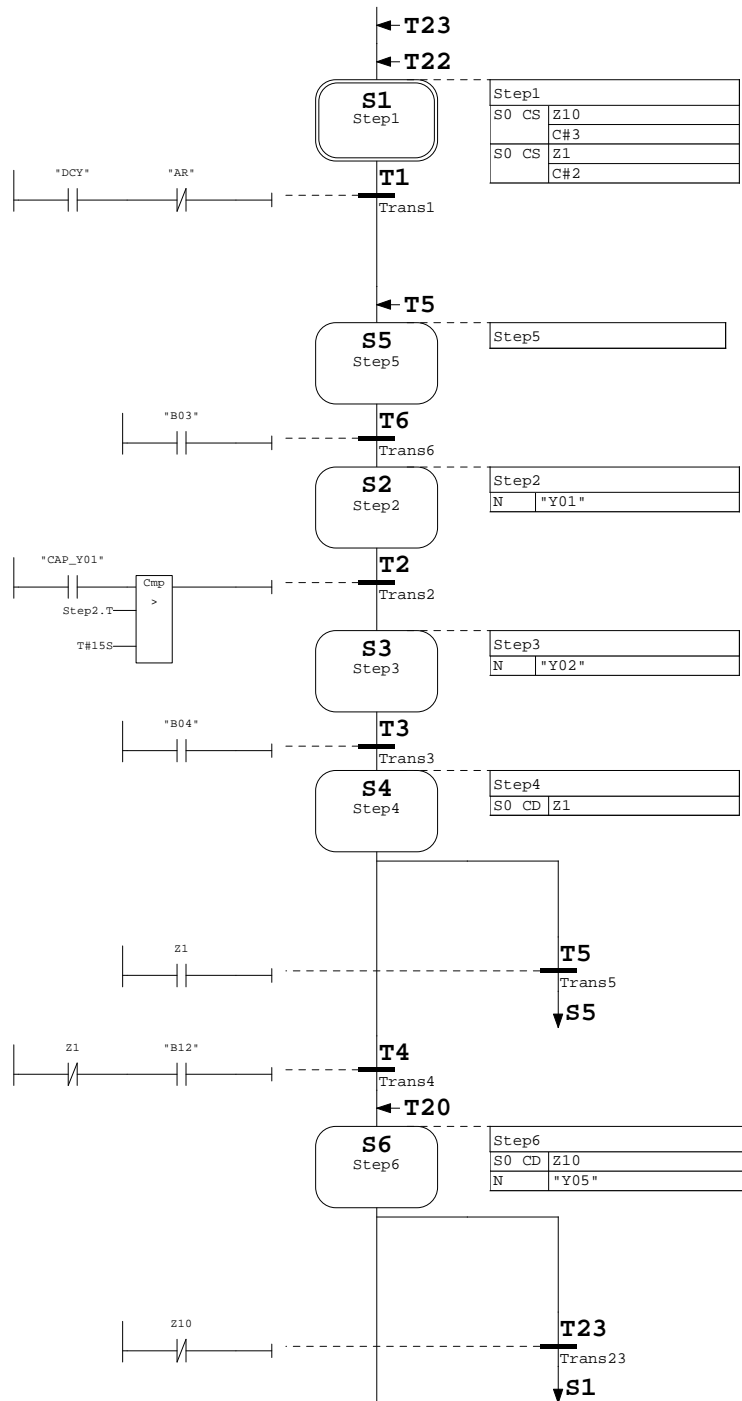 T23
T22
S1
Step1
Step1
S0 CS Z10
C#3
S0 CS Z1
C#2
"DCY" "AR"
T1
Trans1
T5
S5
Step5
Step5
"B03"
T6
Trans6
S2
Step2
Step2
N "Y01"
"CAP_Y01"
Cmp
>
Step2.T
T#15S
T2
Trans2
S3
Step3
Step3
N "Y02"
"B04"
T3
Trans3
S4
Step4
Step4
S0 CD Z1
Z1
T5
Trans5
S5
Z1 "B12"
T4
Trans4
T20
S6
Step6
Step6
S0 CD Z10
N "Y05"
Z10
T23
Trans23
S1